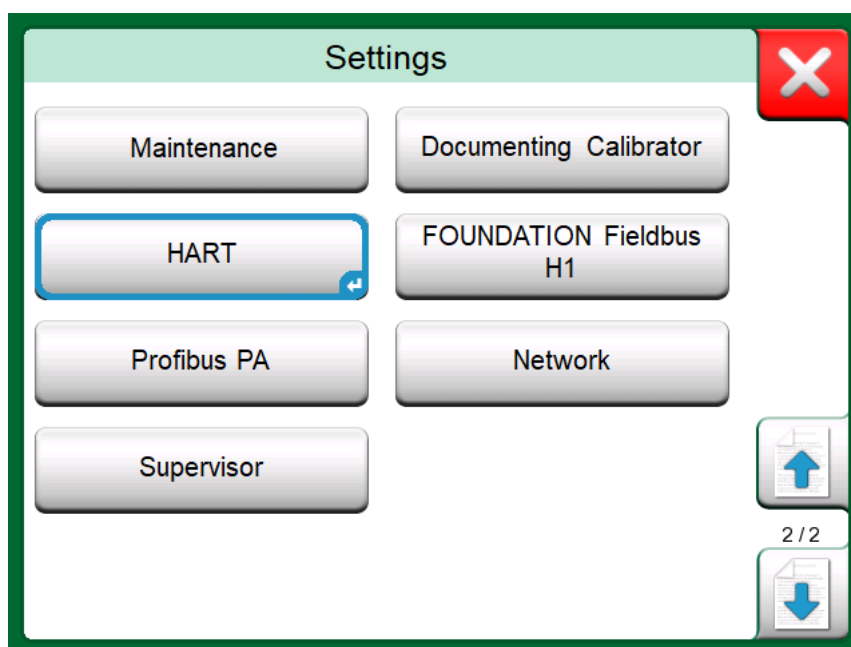 Settings
Maintenance
Documenting Calibrator
HART
FOUNDATION Fieldbus
H1
Profibus PA
Network
Supervisor
2/2